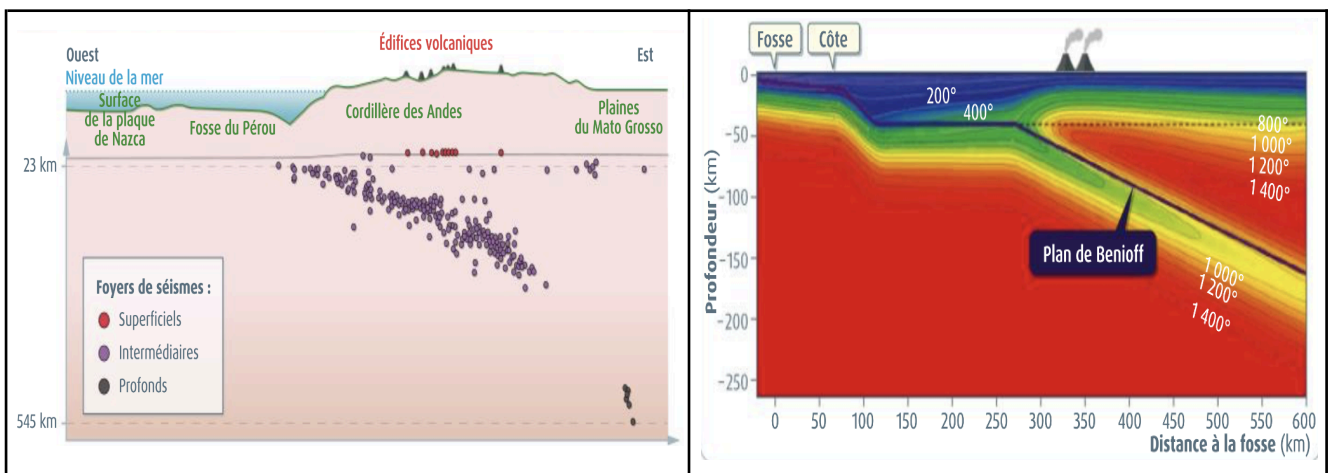 Ouest
Édifices volcaniques
Est
Niveau de la mer
Surface
de la plaque
de Nazca
Fosse du Pérou
Cordillère des Andes
Plaines
du Mato Grosso
23 km
Foyers de séismes :
Superficiels
Intermédiaires
Profonds
545 km
Fosse
Côte
0
-50
-100
-150
-200
-250
Profondeur (km)
200°
400°
800°
1 000°
1 200°
1 400°
Plan de Benioff
1 000°
1 200°
1 400°
0 50 100 150 200 250 300 350 400 450 500 550 600
Distance à la fosse (km)